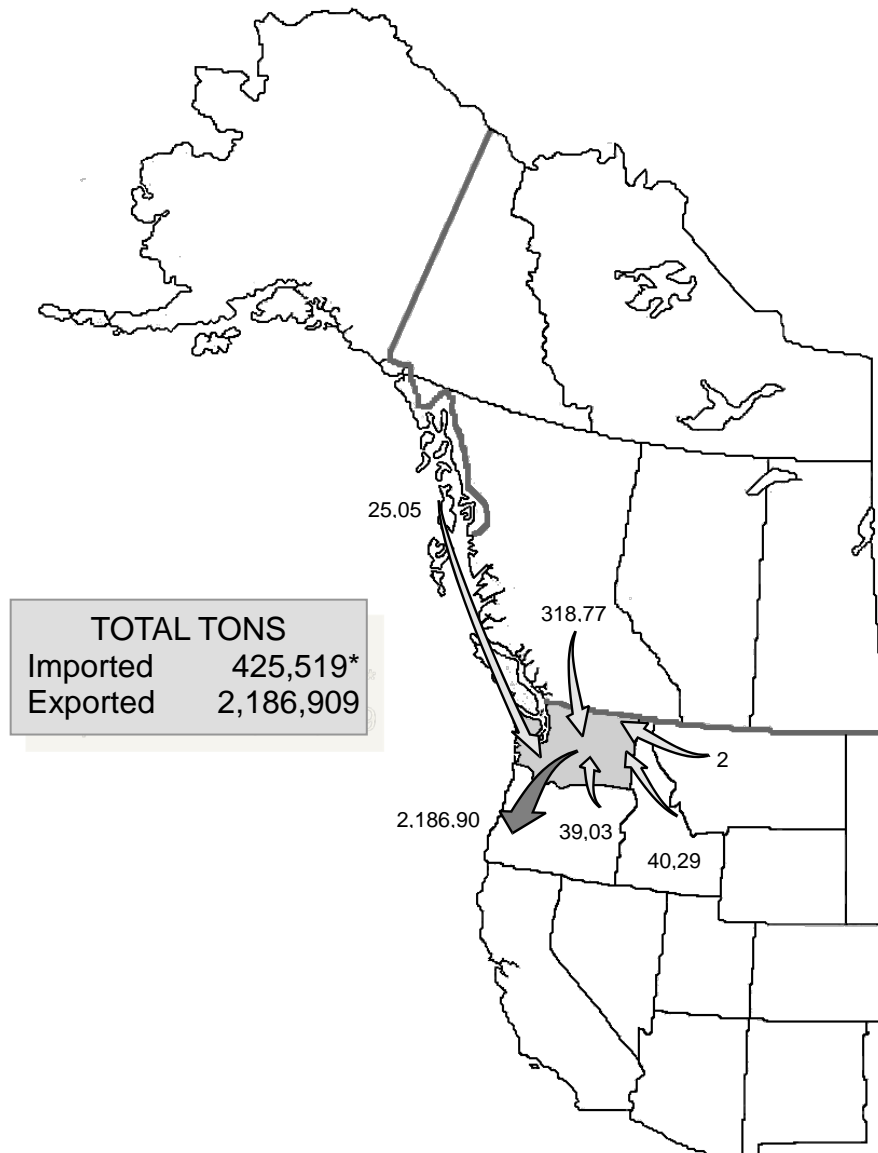 25,05
318,77
TOTAL TONS
Imported 425,519*
Exported 2,186,909
2
2,186,90
39,03
40,29